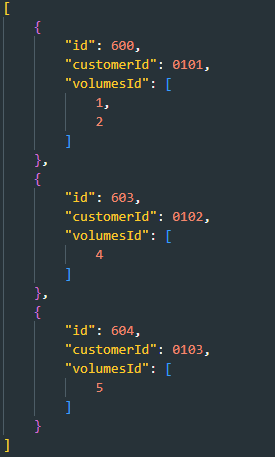 [
    {
        "id": 600,
        "customerId": 0101,
        "volumesId": [
            1,
            2
        ]
    },
    {
        "id": 603,
        "customerId": 0102,
        "volumesId": [
            4
        ]
    },
    {
        "id": 604,
        "customerId": 0103,
        "volumesId": [
            5
        ]
    }
]